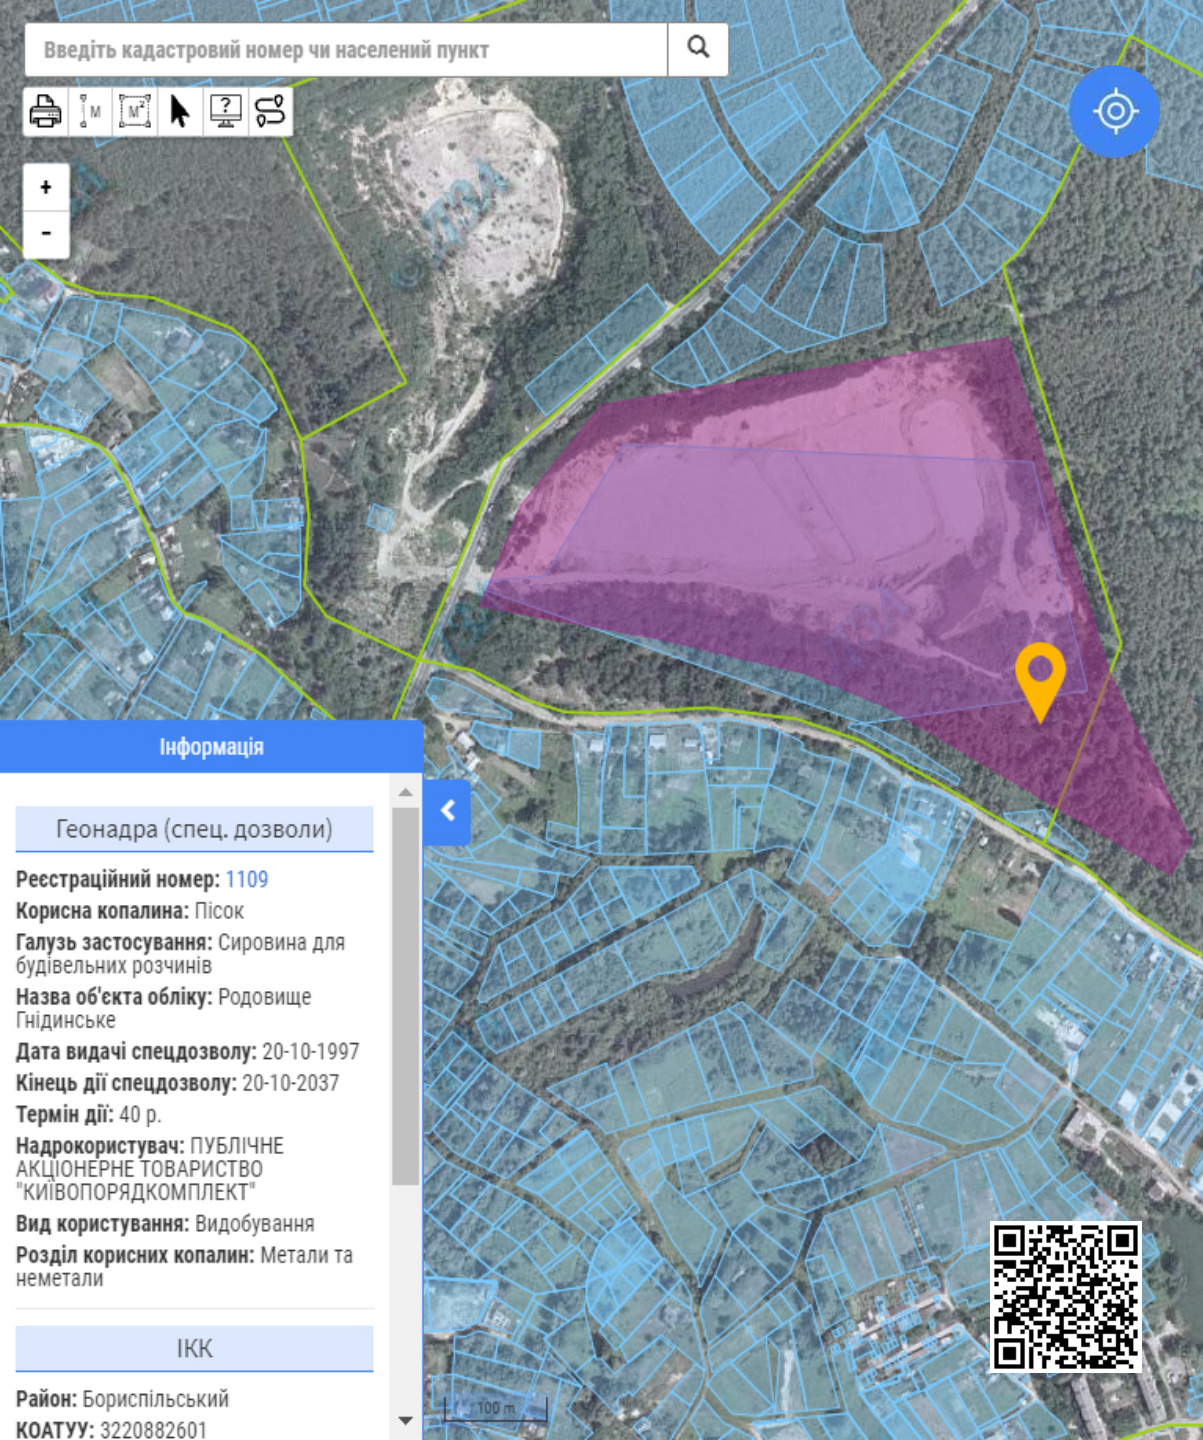 Введіть кадастровий номер чи населений пункт
М М²
?
+
-
Інформація
Геонадра (спец. дозволи)
Реєстраційний номер: 1109
Корисна копалина: Пісок
Галузь застосування: Сировина для
будівельних розчинів
Назва об'єкта обліку: Родовище
Гнідинське
Дата видачі спецдозволу: 20-10-1997
Кінець дії спецдозволу: 20-10-2037
Термін дії: 40 р.
Надрокористувач: ПУБЛІЧНЕ
АКЦІОНЕРНЕ ТОВАРИСТВО
"КИЇВОПОРЯДКОМПЛЕКТ"
Вид користування: Видобування
Розділ корисних копалин: Метали та
неметали
ІКК
Район: Бориспільський
КОАТУУ: 3220882601
100 m